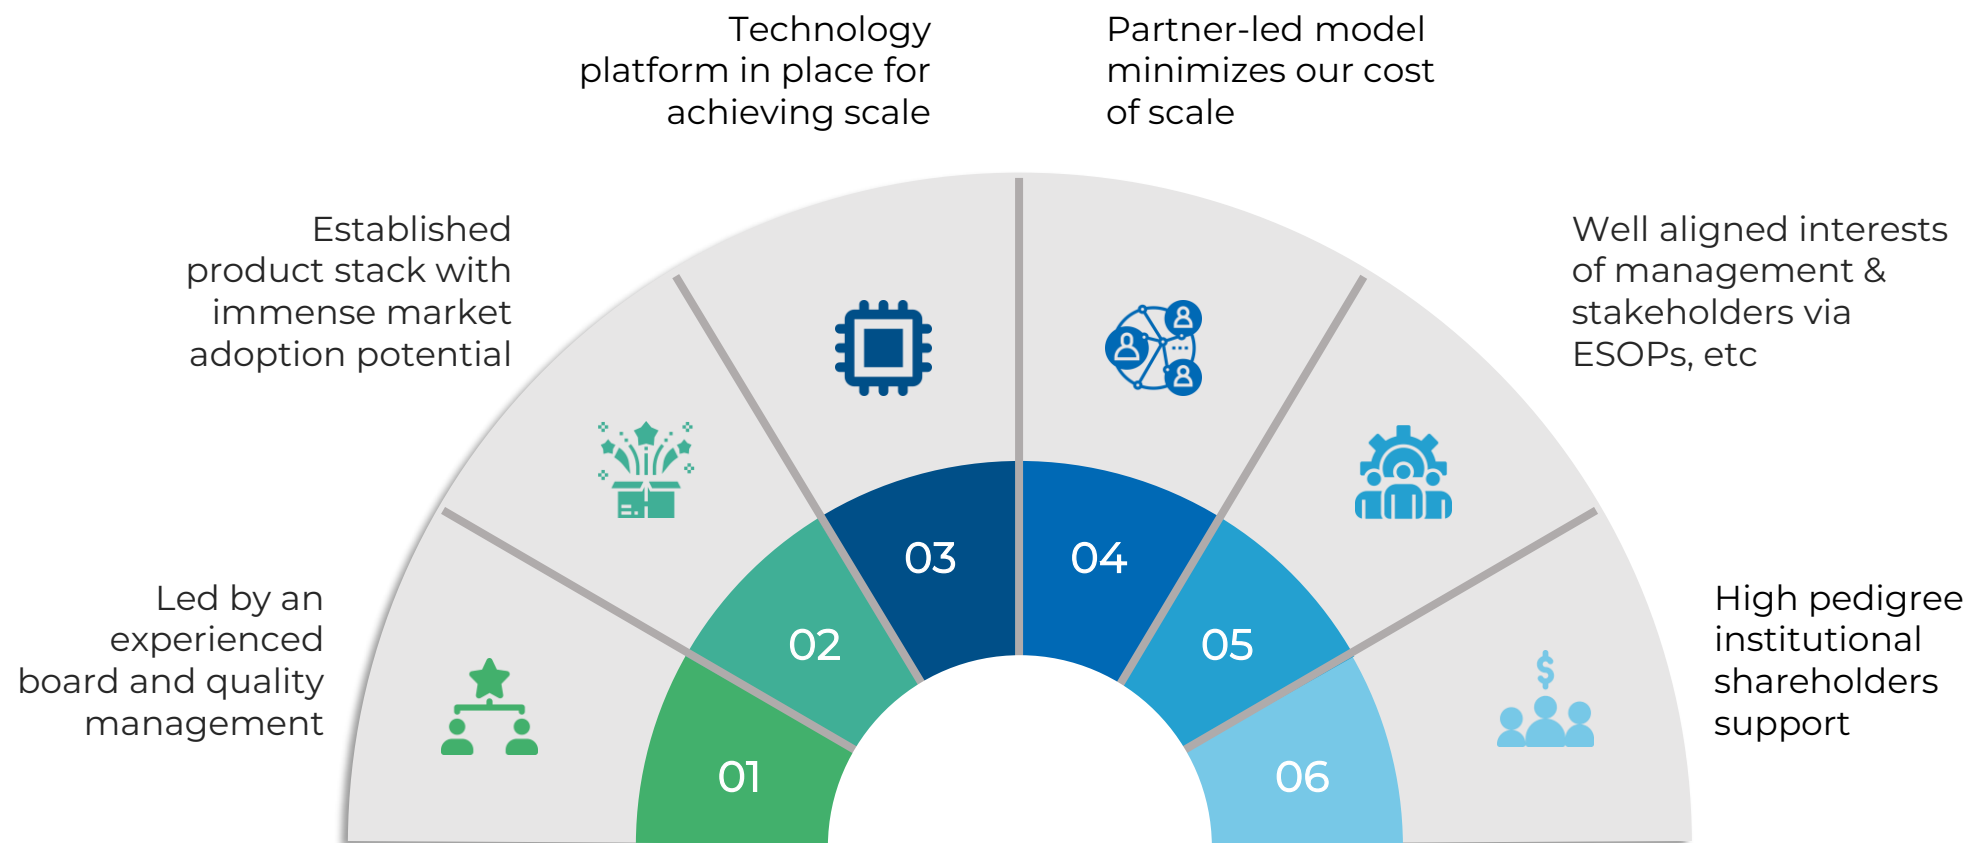 Technology
platform in place for
achieving scale
Partner-led model
minimizes our cost
of scale
Established
product stack with
immense market
adoption potential
Well aligned interests
of management &
stakeholders via
ESOPs, etc
Led by an
experienced
board and quality
management
High pedigree
institutional
shareholders
support
01
02
03
04
05
06
$